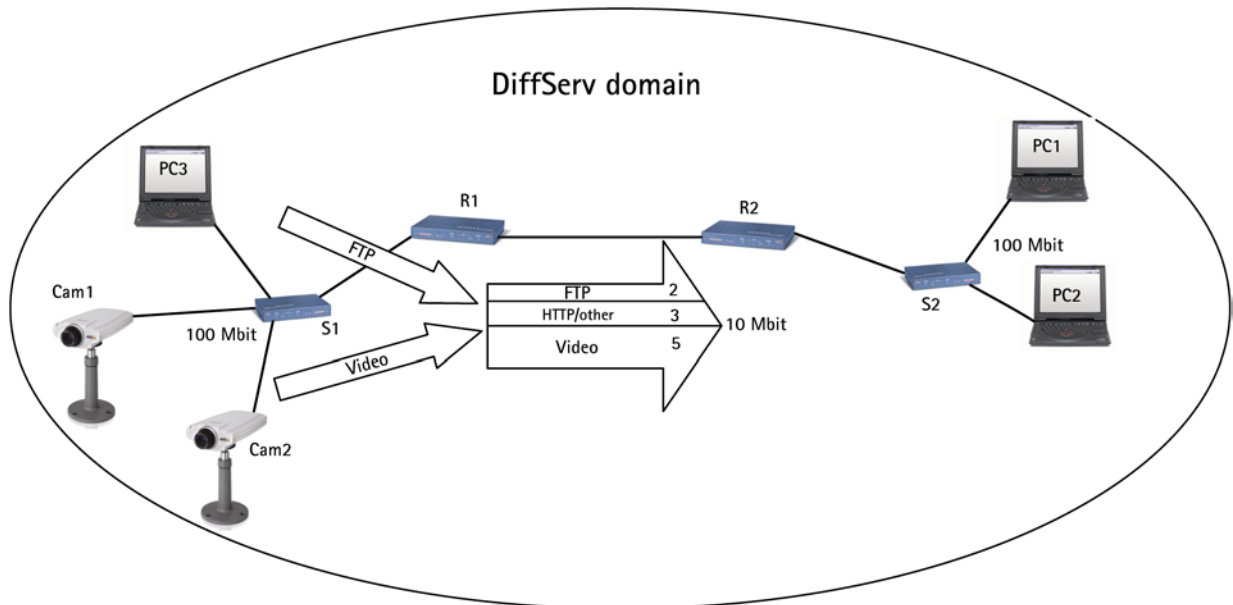 DiffServ domain
PC3
PC1
R1
R2
FTP
100 Mbit
Cam1
S1
S2
PC2
FTP 2
HTTP/other 3
10 Mbit
100 Mbit
Video 5
Video
Cam2